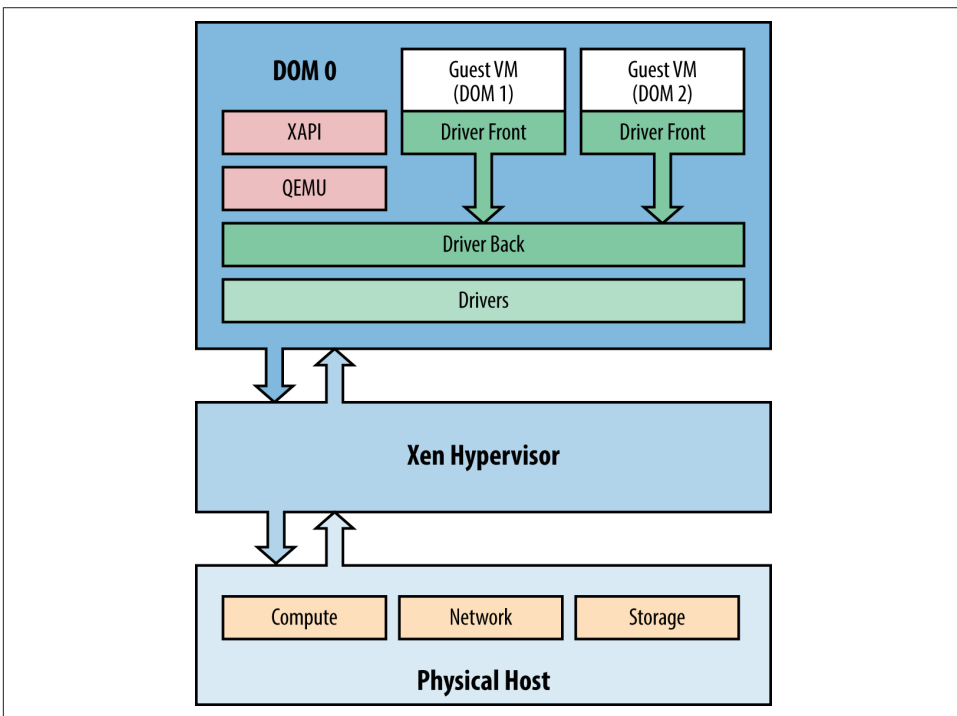 DOM 0
Guest VM
(DOM 1)
Guest VM
(DOM 2)
XAPI
Driver Front
Driver Front
QEMU
Driver Back
Drivers
Xen Hypervisor
Compute
Network
Storage
Physical Host